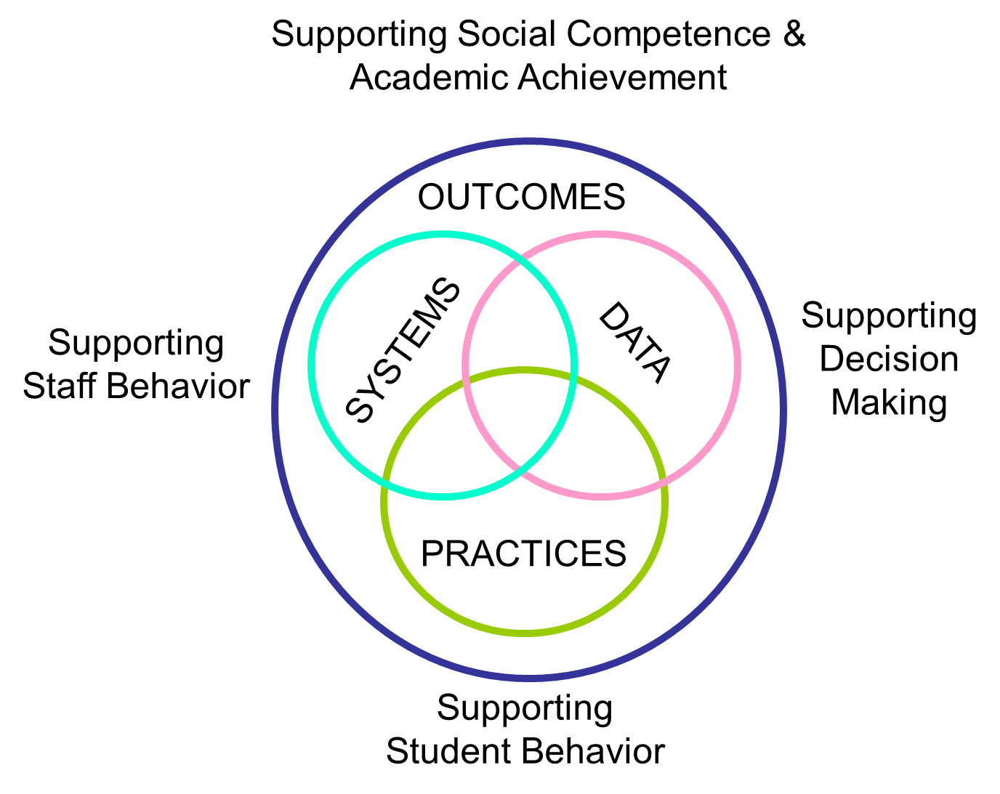 Supporting Social Competence &
Academic Achievement
OUTCOMES
SYSTEMS
DATA
Supporting
Staff Behavior
Supporting
Decision
Making
PRACTICES
Supporting
Student Behavior